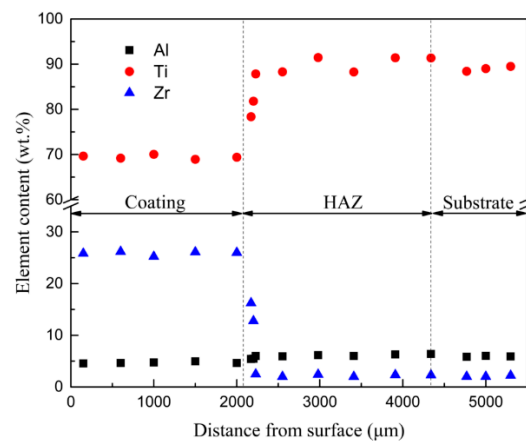 100
90
80
70
60
30
20
10
0
Element content (wt.%)
Al
Ti
Zr
Coating
HAZ
Substrate
0
1000
2000
3000
4000
5000
Distance from surface (μm)